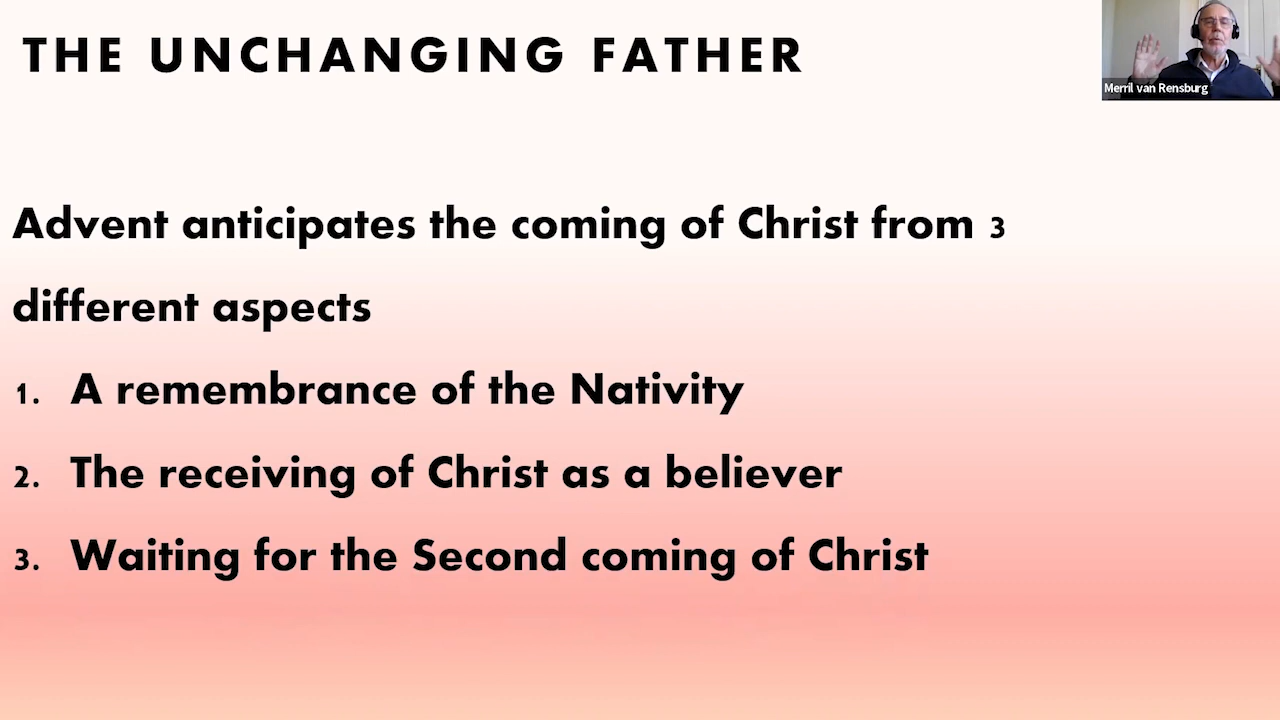 THE UNCHANGING FATHER
Merril van Rensburg
Advent anticipates the coming of Christ from 3
different aspects
1. A remembrance of the Nativity
2. The receiving of Christ as a believer
3. Waiting for the Second coming of Christ